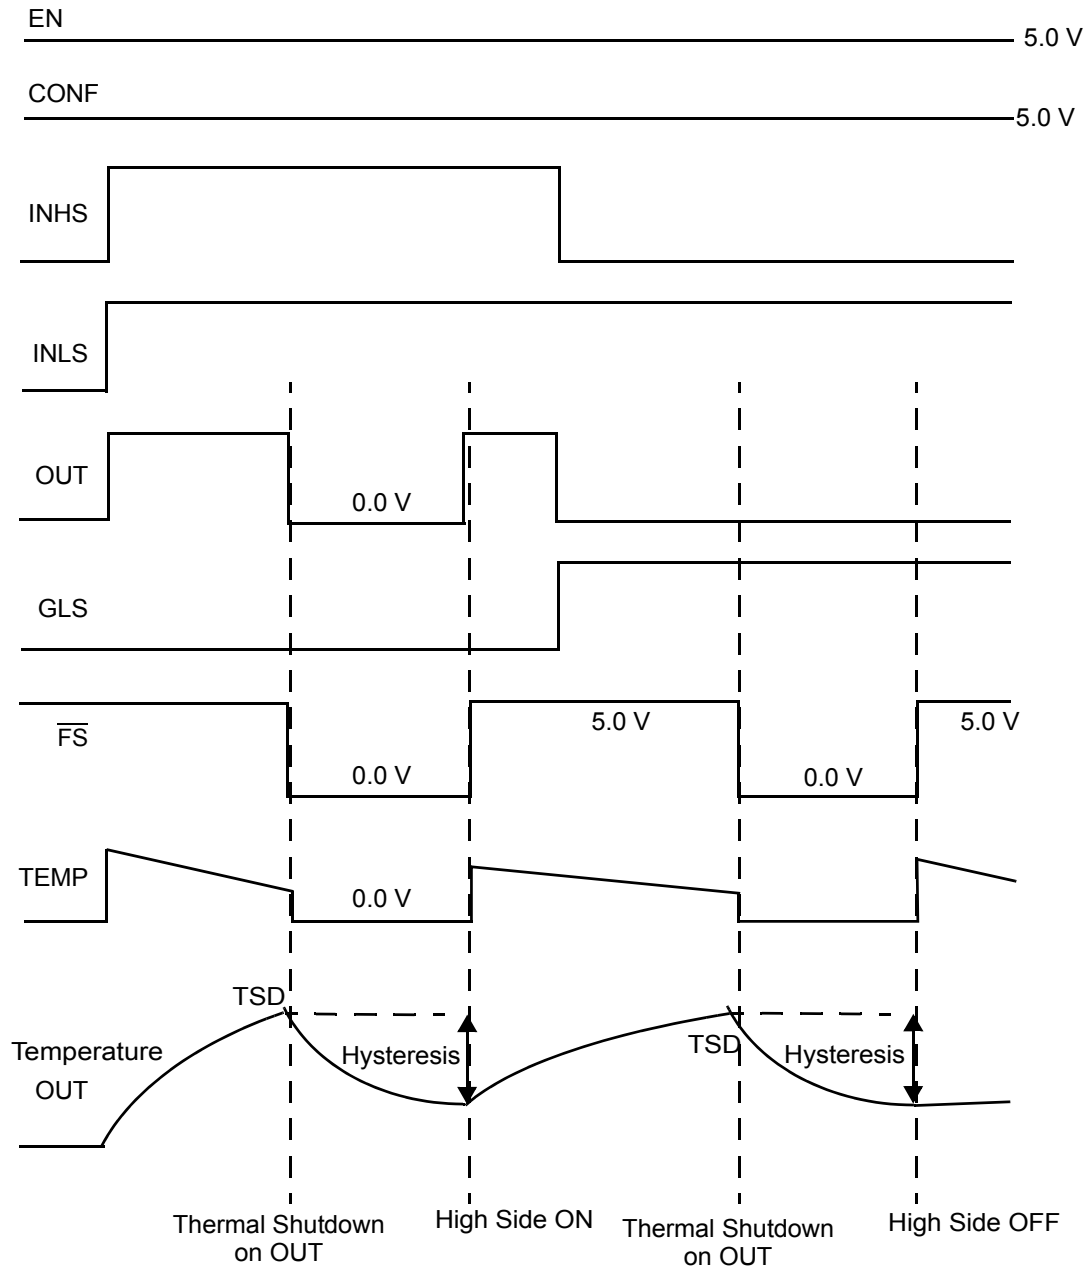 EN
5.0 V
CONF
5.0 V
INHS
INLS
OUT
0.0 V
GLS
FS
5.0 V
5.0 V
0.0 V
0.0 V
TEMP
0.0 V
TSD
TSD
Temperature
OUT
Hysteresis
Hysteresis
Thermal Shutdown
on OUT
High Side ON
Thermal Shutdown
on OUT
High Side OFF